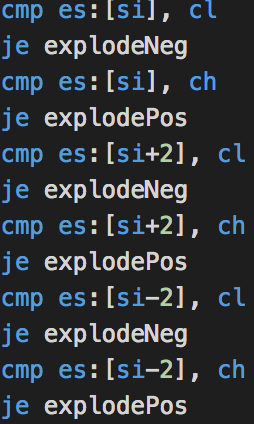 cmp es:[si], cl
je explodeNeg
cmp es:[si], ch
je explodePos
cmp es:[si+2], cl
je explodeNeg
cmp es:[si+2], ch
je explodePos
cmp es:[si-2], cl
je explodeNeg
cmp es:[si-2], ch
je explodePos